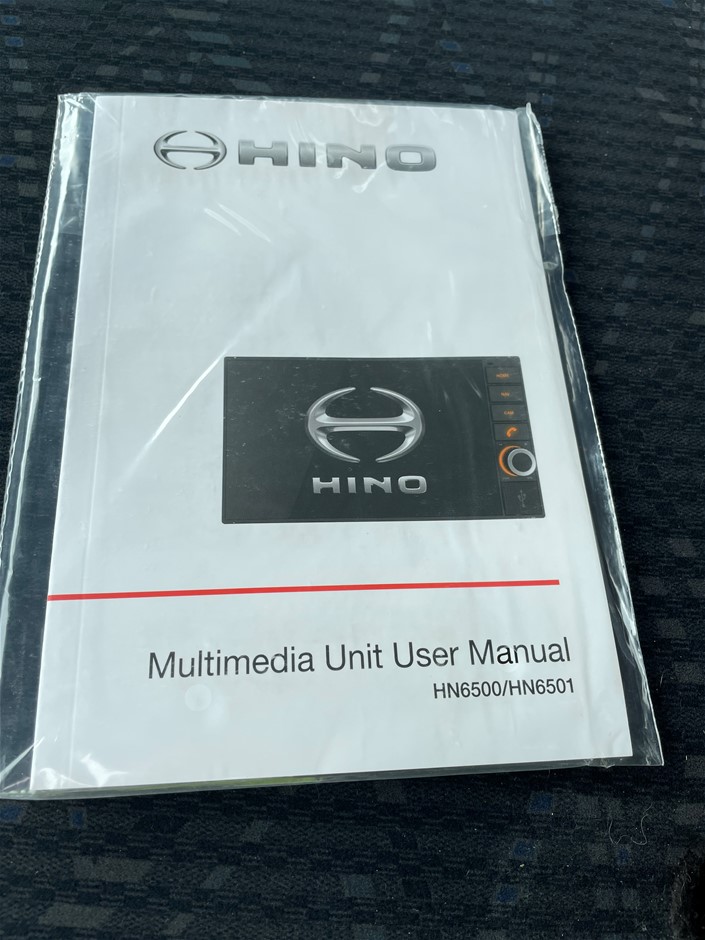 HINO
HINO
Multimedia Unit User Manual
HN6500/HN6501